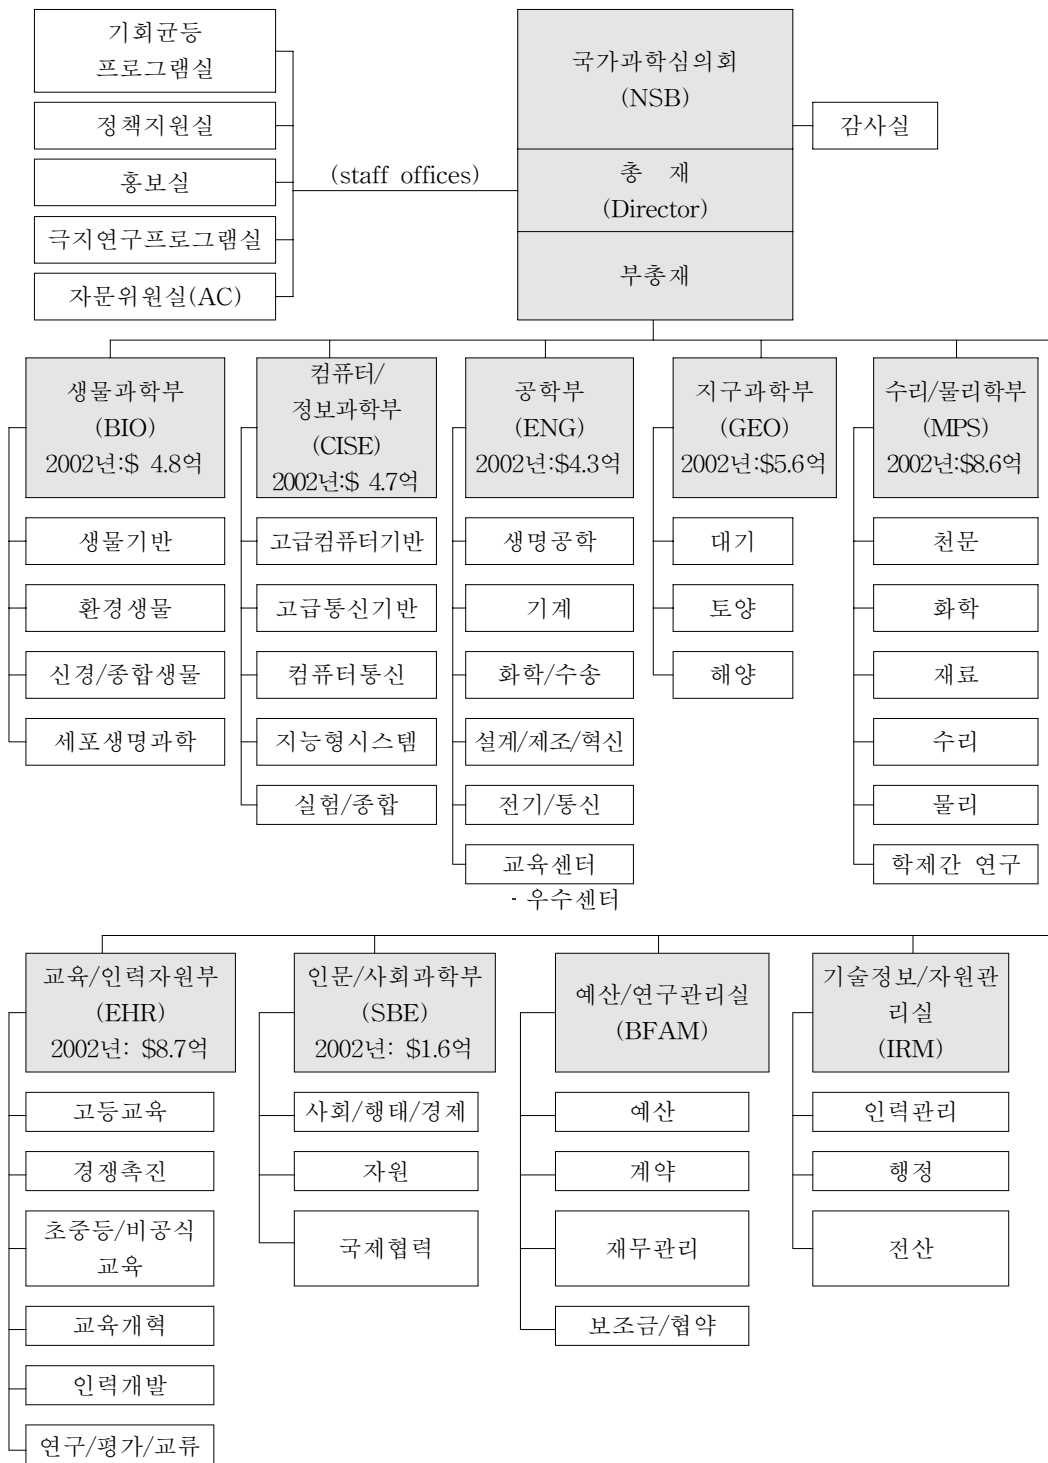 기회균등
프로그램실
정책지원실
홍보실
극지연구프로그램실
자문위원실(AC)
(staff offices)
국가과학심의회
(NSB)
총 재
(Director)
부총재
감사실
생물과학부
(BIO)
2002년:$ 4.8억
생물기반
환경생물
신경/종합생물
세포생명과학
컴퓨터/
정보과학부
(CISE)
2002년:$ 4.7억
고급컴퓨터기반
고급통신기반
컴퓨터통신
지능형시스템
실험/종합
공학부
(ENG)
2002년:$4.3억
생명공학
기계
화학/수송
설계/제조/혁신
전기/통신
교육센터
- 우수센터
지구과학부
(GEO)
2002년:$5.6억
대기
토양
해양
수리/물리학부
(MPS)
2002년:$8.6억
천문
화학
재료
수리
물리
학제간 연구
교육/인력자원부
(EHR)
2002년: $8.7억
고등교육
경쟁촉진
초중등/비공식
교육
교육개혁
인력개발
연구/평가/교류
인문/사회과학부
(SBE)
2002년: $1.6억
사회/행태/경제
자원
국제협력
예산/연구관리실
(BFAM)
예산
계약
재무관리
보조금/협약
기술정보/자원관
리실
(IRM)
인력관리
행정
전산